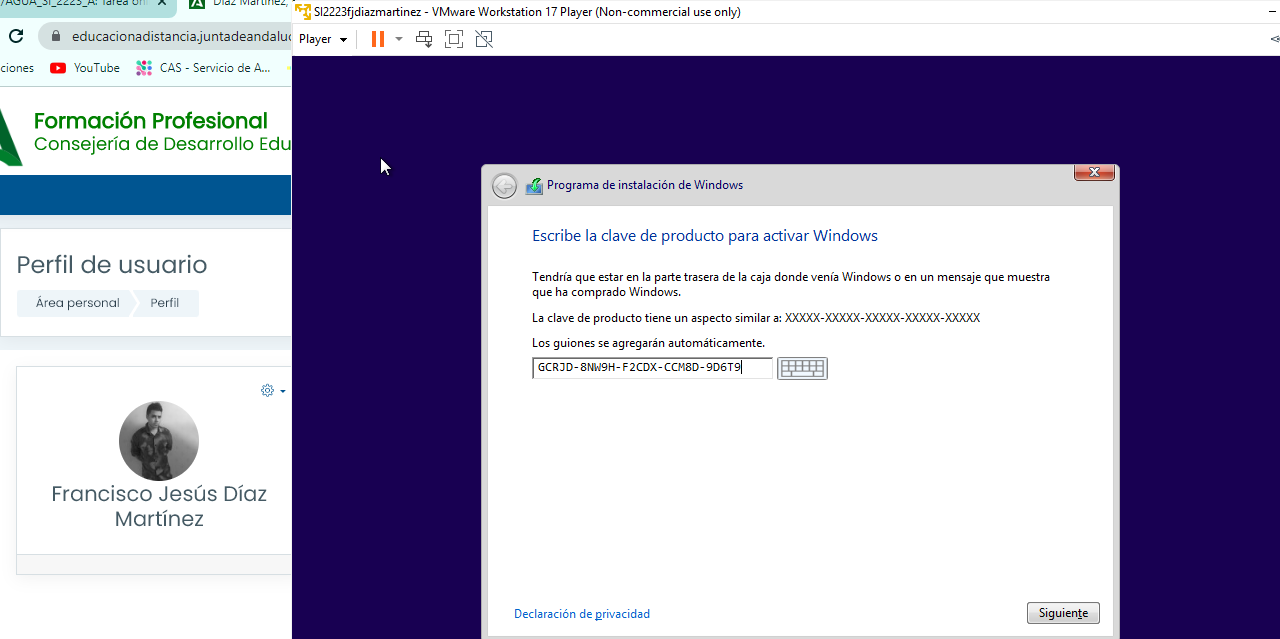 /AGUA_SI_2223_A: Tarea onl
Díaz Martínez,
educacionadistancia.juntadeandaluc
ciones
YouTube
CAS - Servicio de A...
Formación Profesional
Consejería de Desarrollo Edu
Perfil de usuario
Área personal
Perfil
Francisco Jesús Díaz
Martínez
SI2223fjdiazmartinez - VMware Workstation 17 Player (Non-commercial use only)
Player
Programa de instalación de Windows
Escribe la clave de producto para activar Windows
Tendría que estar en la parte trasera de la caja donde venía Windows o en un mensaje que muestra
que ha comprado Windows.
La clave de producto tiene un aspecto similar a: XXXXX-XXXXX-XXXXX-XXXXX-XXXXX
Los guiones se agregarán automáticamente.
GCRJD-8NW9H-F2CDX-CCM8D-9D6T9
Declaración de privacidad
Siguiente